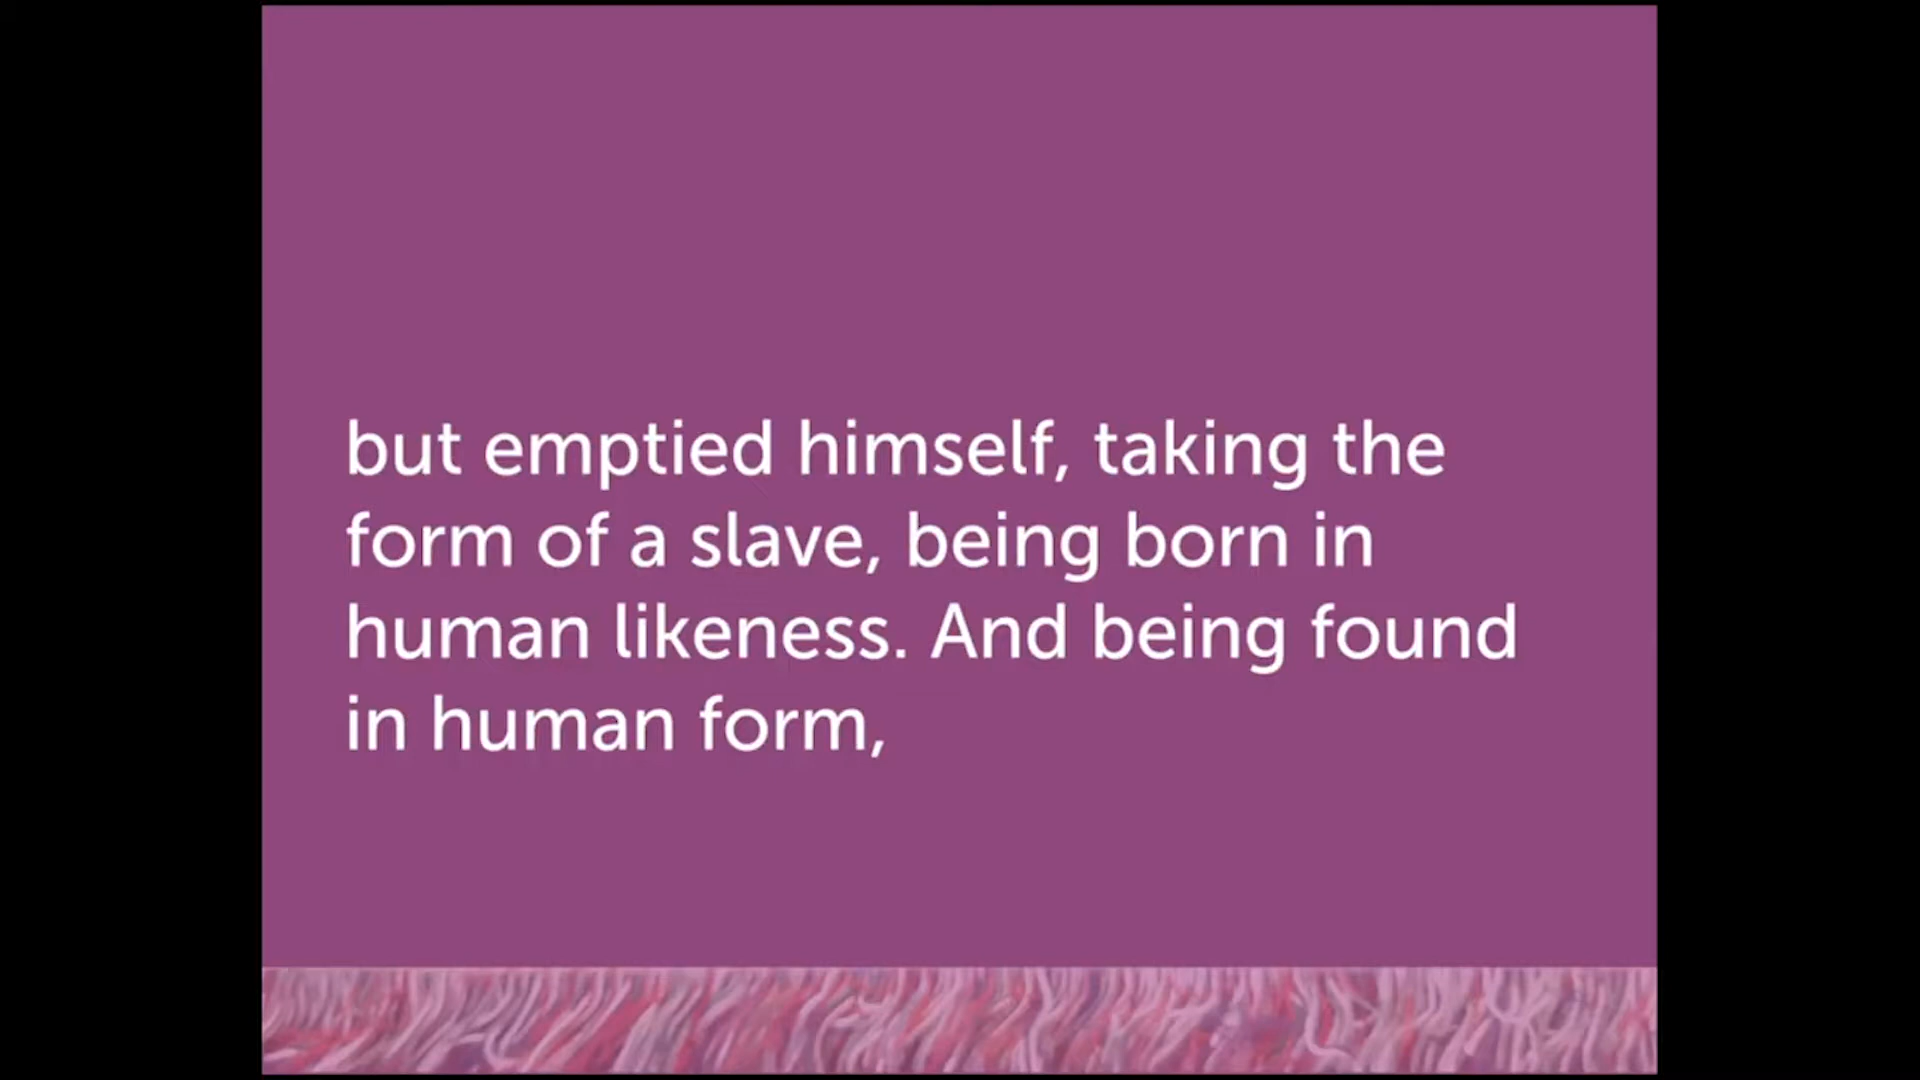 but emptied himself, taking the
form of a slave, being born in
human likeness. And being found
in human form,